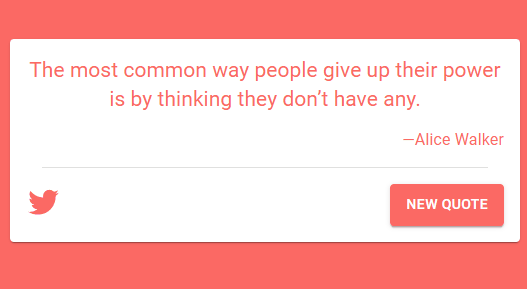 The most common way people give up their power
is by thinking they don’t have any.
—Alice Walker
NEW QUOTE